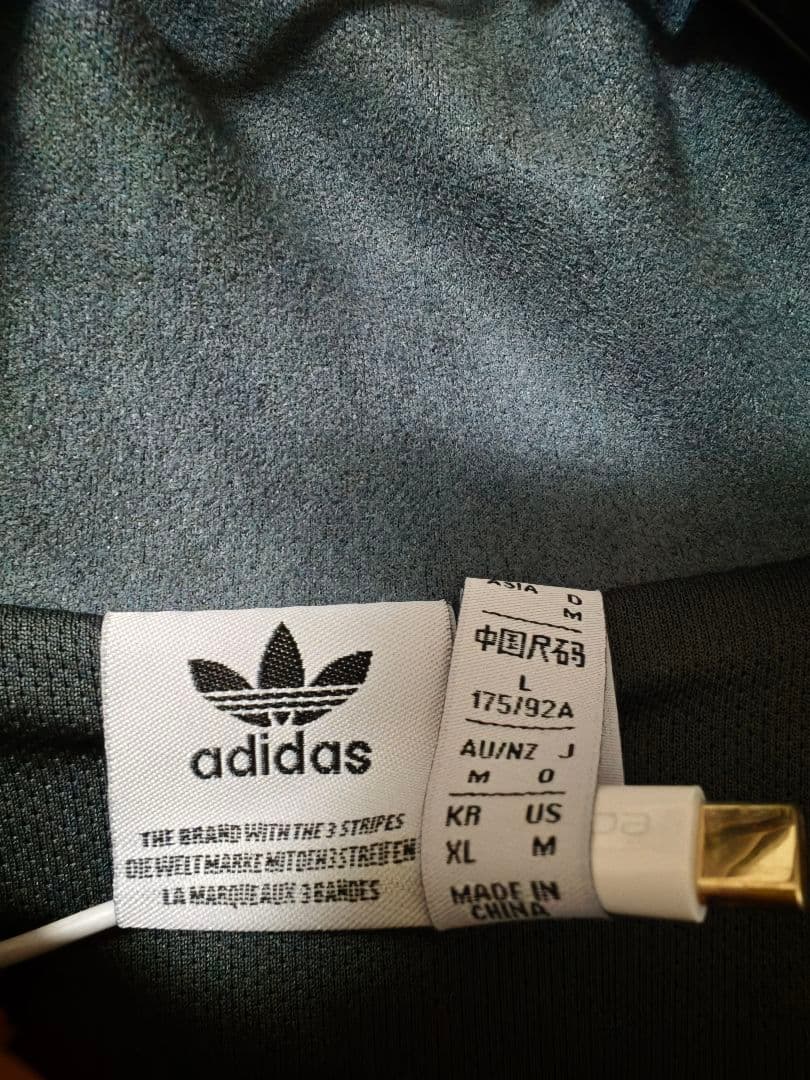 adidas
THE BRAND WITH THE 3 STRIPES
DIE WELTMARKE MIT DEN 3 STREIFEN
LA MARQUE AUX 3 BANDES
ASIA D
M
中国尺码
L
175/92A
AU/NZ J
M O
KR US
XL M
MADE IN
CHINA